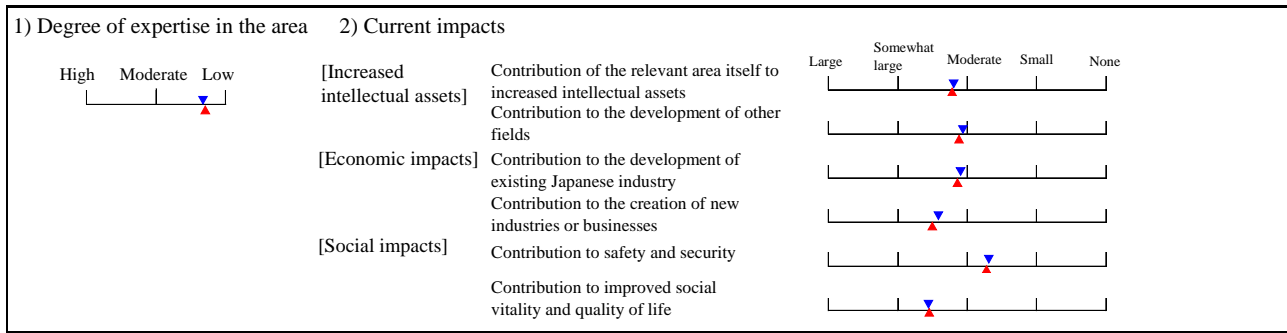 1) Degree of expertise in the area 2) Current impacts
High Moderate Low
Large Somewhat large Moderate Small None
[Increased intellectual assets]
Contribution of the relevant area itself to
increased intellectual assets
Contribution to the development of other
fields
[Economic impacts]
Contribution to the development of
existing Japanese industry
Contribution to the creation of new
industries or businesses
[Social impacts]
Contribution to safety and security
Contribution to improved social
vitality and quality of life